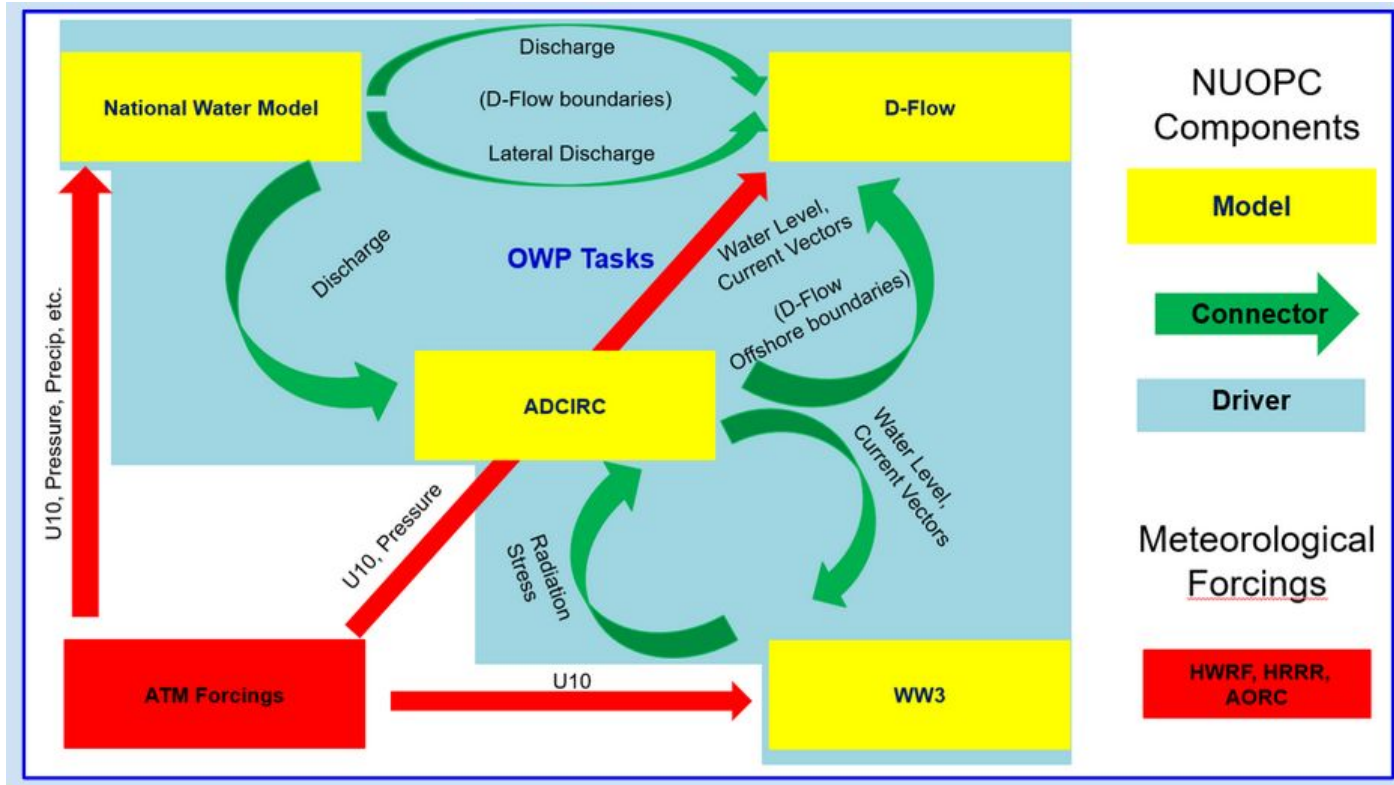 National Water Model
Discharge
(D-Flow boundaries)
Lateral Discharge
D-Flow
NUOPC
Components
Model
Connector
Driver
Discharge
OWP Tasks
Water Level,
Current Vectors
(D-Flow
Offshore boundaries)
ADCIRC
Water Level,
Current Vectors
U10, Pressure, Precip, etc.
U10, Pressure
Radiation
Stress
ATM Forcings
U10
WW3
Meteorological
Forcings
HWRF, HRRR,
AORC